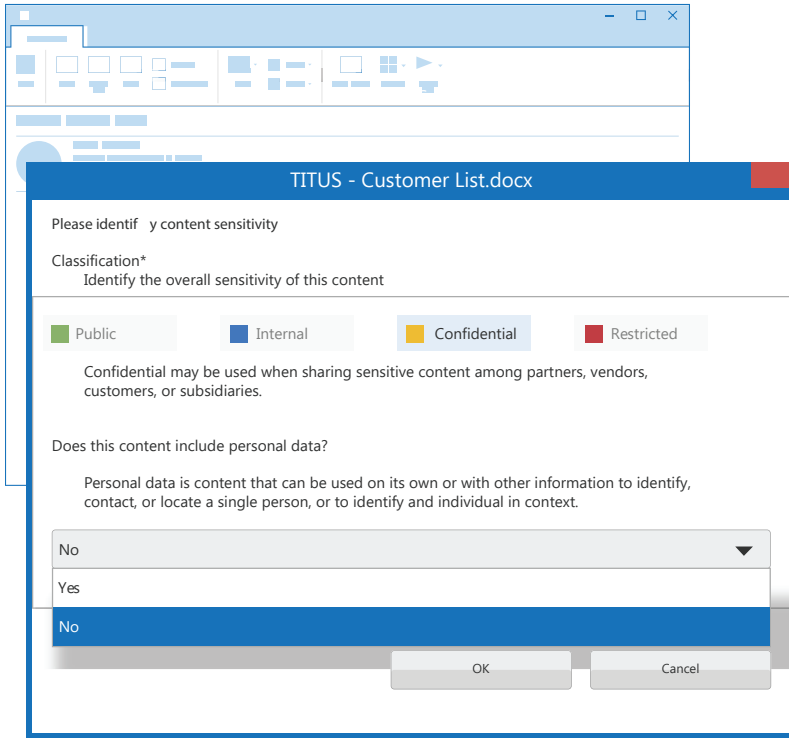 TITUS - Customer List.docx
Please identif y content sensitivity
Classification*
Identify the overall sensitivity of this content
Public Internal Confidential Restricted
Confidential may be used when sharing sensitive content among partners, vendors,
customers, or subsidiaries.
Does this content include personal data?
Personal data is content that can be used on its own or with other information to identify,
contact, or locate a single person, or to identify and individual in context.
No
Yes
No
OK Cancel